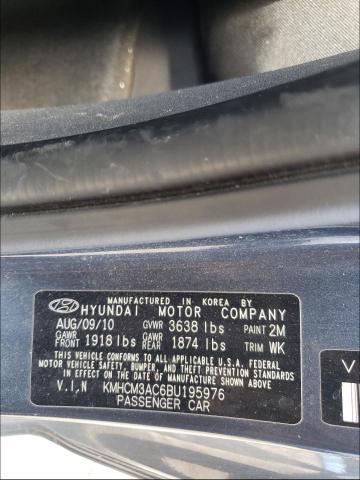 MANUFACTURED IN KOREA BY
HYUNDAI MOTOR COMPANY
AUG/09/10 GVWR 3638 lbs PAINT 2M
GAWR FRONT 1918 lbs GAWR REAR 1874 lbs TRIM WK
THIS VEHICLE CONFORMS TO ALL APPLICABLE U.S.A. FEDERAL
MOTOR VEHICLE SAFETY, BUMPER, AND THEFT PREVENTION STANDARDS
IN EFFECT ON THE DATE OF MANUFACTURE SHOWN ABOVE.
V.I.N KMHCM3AC6BU195976
PASSENGER CAR
V